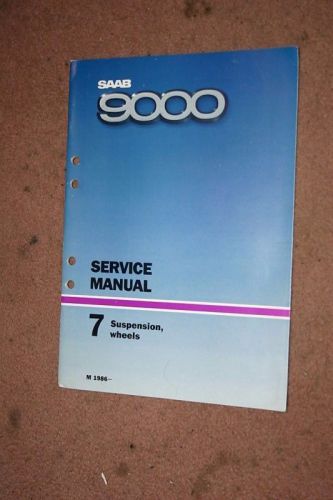 SAAB
9000
SERVICE
MANUAL
7 Suspension,
wheels
M 1986–